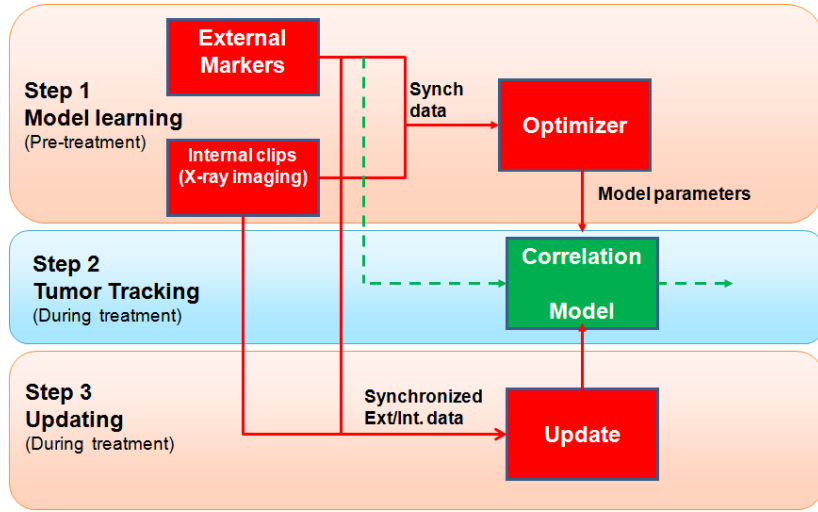 Step 1
Model learning
(Pre-treatment)
External
Markers
Internal clips
(X-ray imaging)
Synch
data
Optimizer
Model parameters
Step 2
Tumor Tracking
(During treatment)
Correlation
Model
Step 3
Updating
(During treatment)
Synchronized
Ext/Int. data
Update